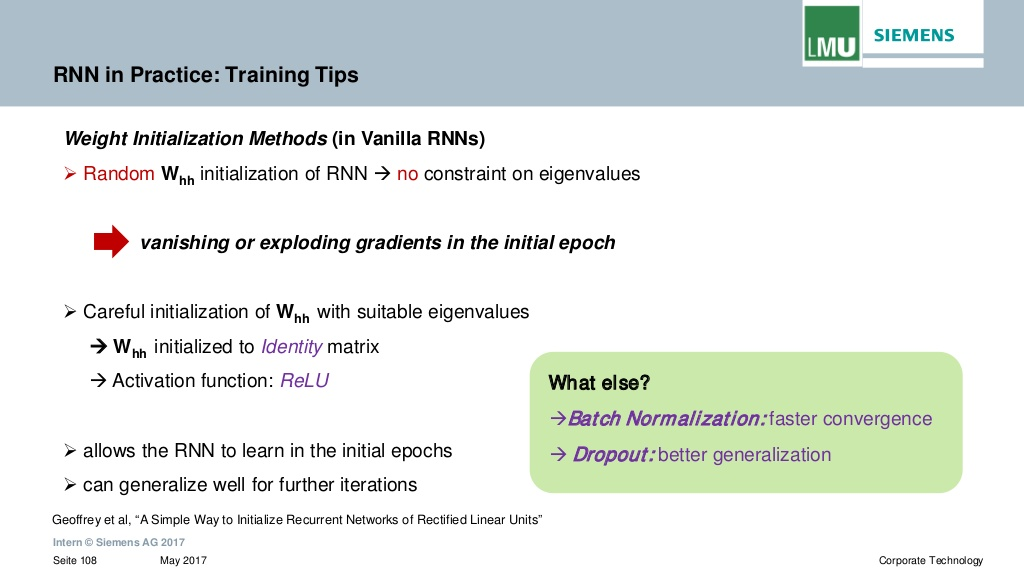 LMU
SIEMENS
RNN in Practice: Training Tips
Weight Initialization Methods (in Vanilla RNNs)
➢ Random Whh initialization of RNN → no constraint on eigenvalues
vanishing or exploding gradients in the initial epoch
➢ Careful initialization of Whh with suitable eigenvalues
→ Whh initialized to Identity matrix
→ Activation function: ReLU
➢ allows the RNN to learn in the initial epochs
➢ can generalize well for further iterations
What else?
→Batch Normalization: faster convergence
→ Dropout: better generalization
Geoffrey et al, “A Simple Way to Initialize Recurrent Networks of Rectified Linear Units”
Intern © Siemens AG 2017
Seite 108 May 2017 Corporate Technology